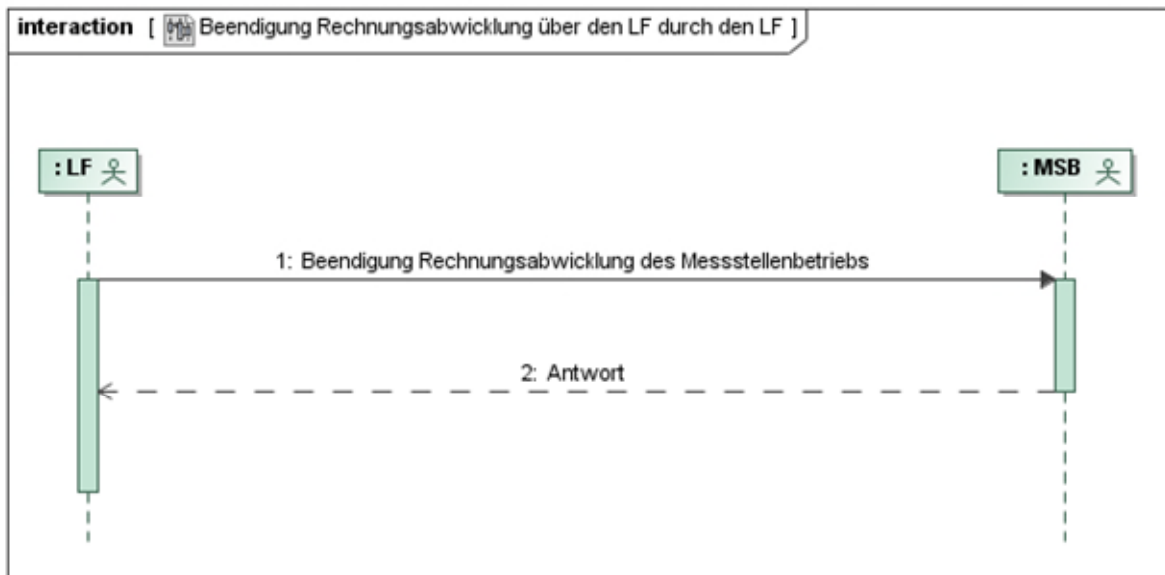 interaction [ Beendigung Rechnungsabwicklung über den LF durch den LF ]
: LF
: MSB
1: Beendigung Rechnungsabwicklung des Messstellenbetriebs
2: Antwort